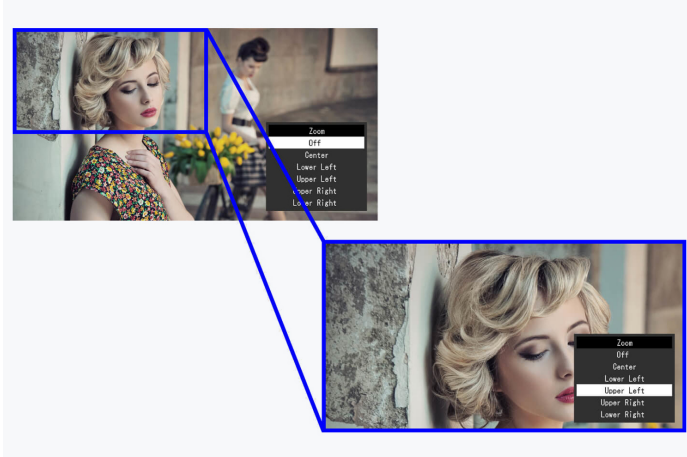 Zoom
Off
Center
Lower Left
Upper Left
Upper Right
Lower Right
Zoom
Off
Center
Lower Left
Upper Left
Upper Right
Lower Right